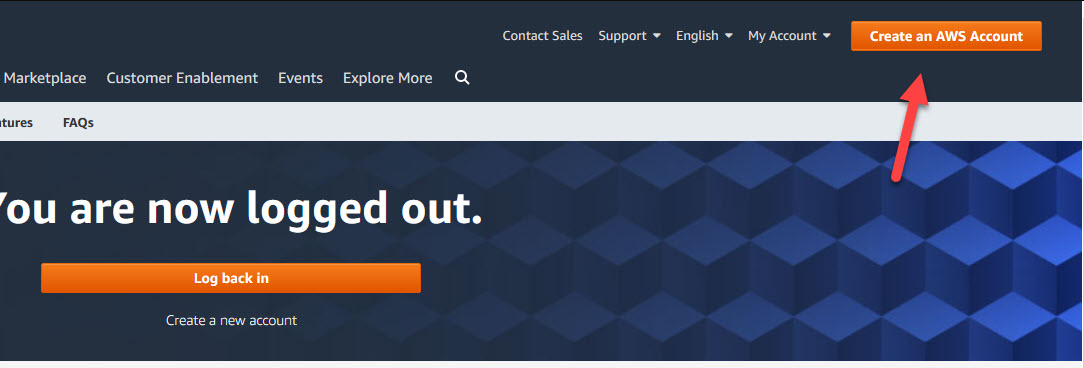 Contact Sales Support English My Account Create an AWS Account
Marketplace Customer Enablement Events Explore More
FAQs
You are now logged out.
Log back in
Create a new account